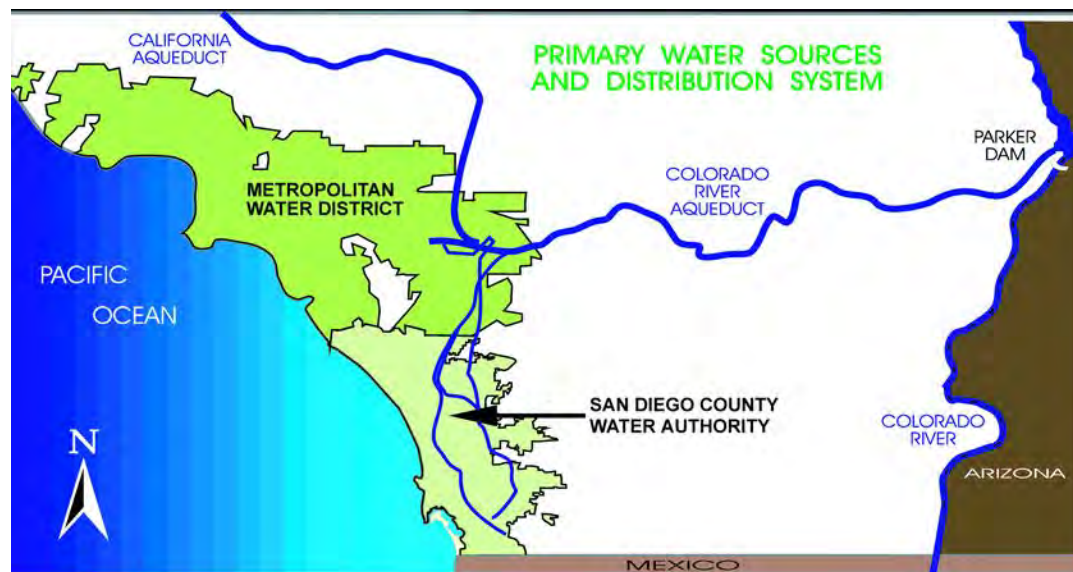 CALIFORNIA
AQUEDUCT
PRIMARY WATER SOURCES
AND DISTRIBUTION SYSTEM
PARKER
DAM
COLORADO
RIVER
AQUEDUCT
METROPOLITAN
WATER DISTRICT
PACIFIC
OCEAN
SAN DIEGO COUNTY
WATER AUTHORITY
COLORADO
RIVER
N
ARIZONA
MEXICO